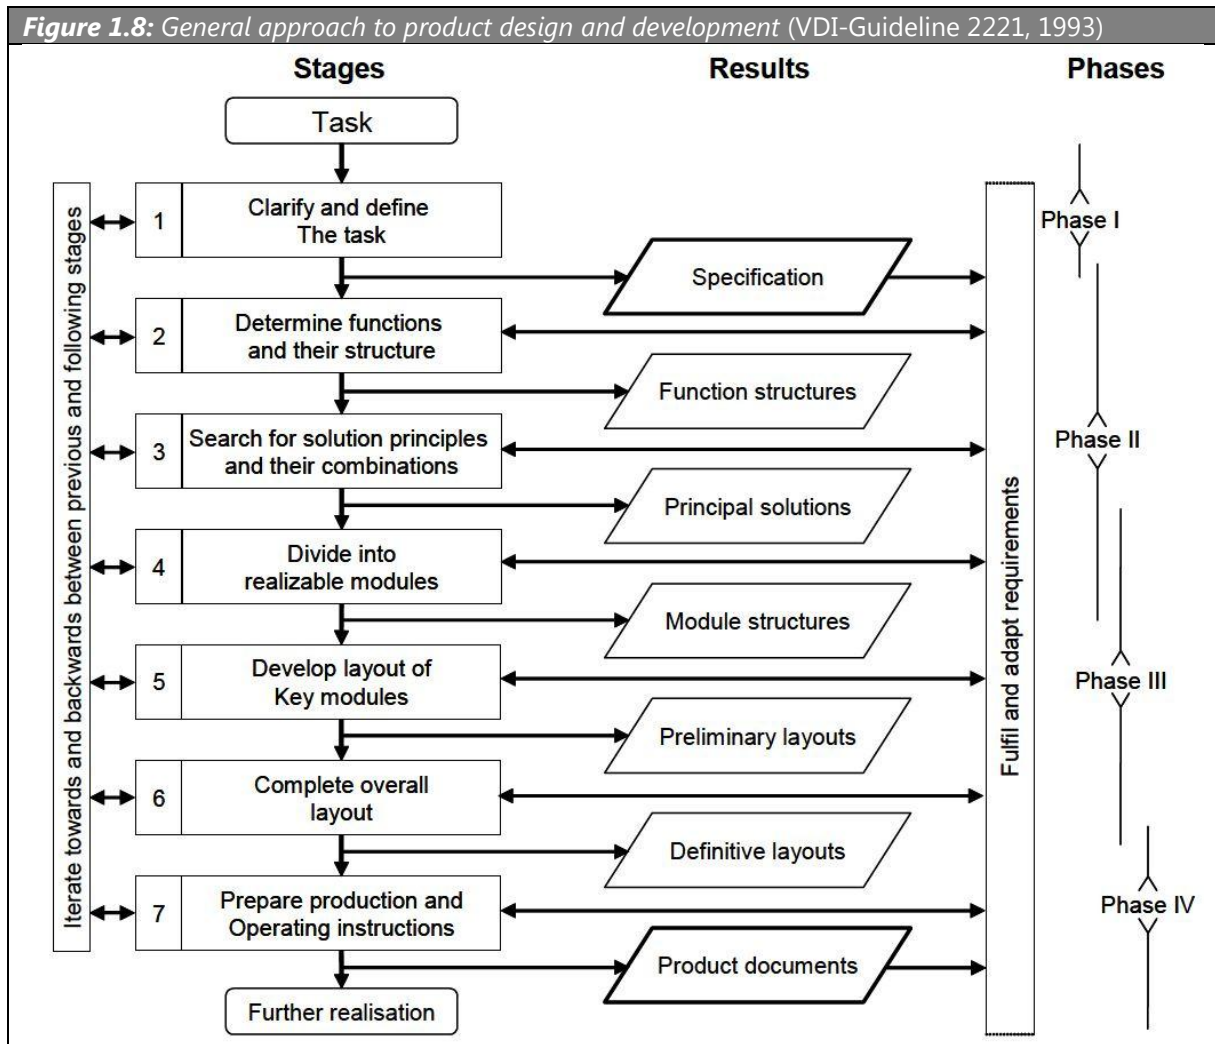 Figure 1.8: General approach to product design and development (VDI-Guideline 2221, 1993)
Stages
Results
Phases
Task
Iterate towards and backwards between previous and following stages
1
Clarify and define
The task
Specification
2
Determine functions
and their structure
Function structures
3
Search for solution principles
and their combinations
Principal solutions
4
Divide into
realizable modules
Module structures
5
Develop layout of
Key modules
Preliminary layouts
6
Complete overall
layout
Definitive layouts
7
Prepare production and
Operating instructions
Product documents
Further realisation
Fulfil and adapt requirements
Phase I
Phase II
Phase III
Phase IV